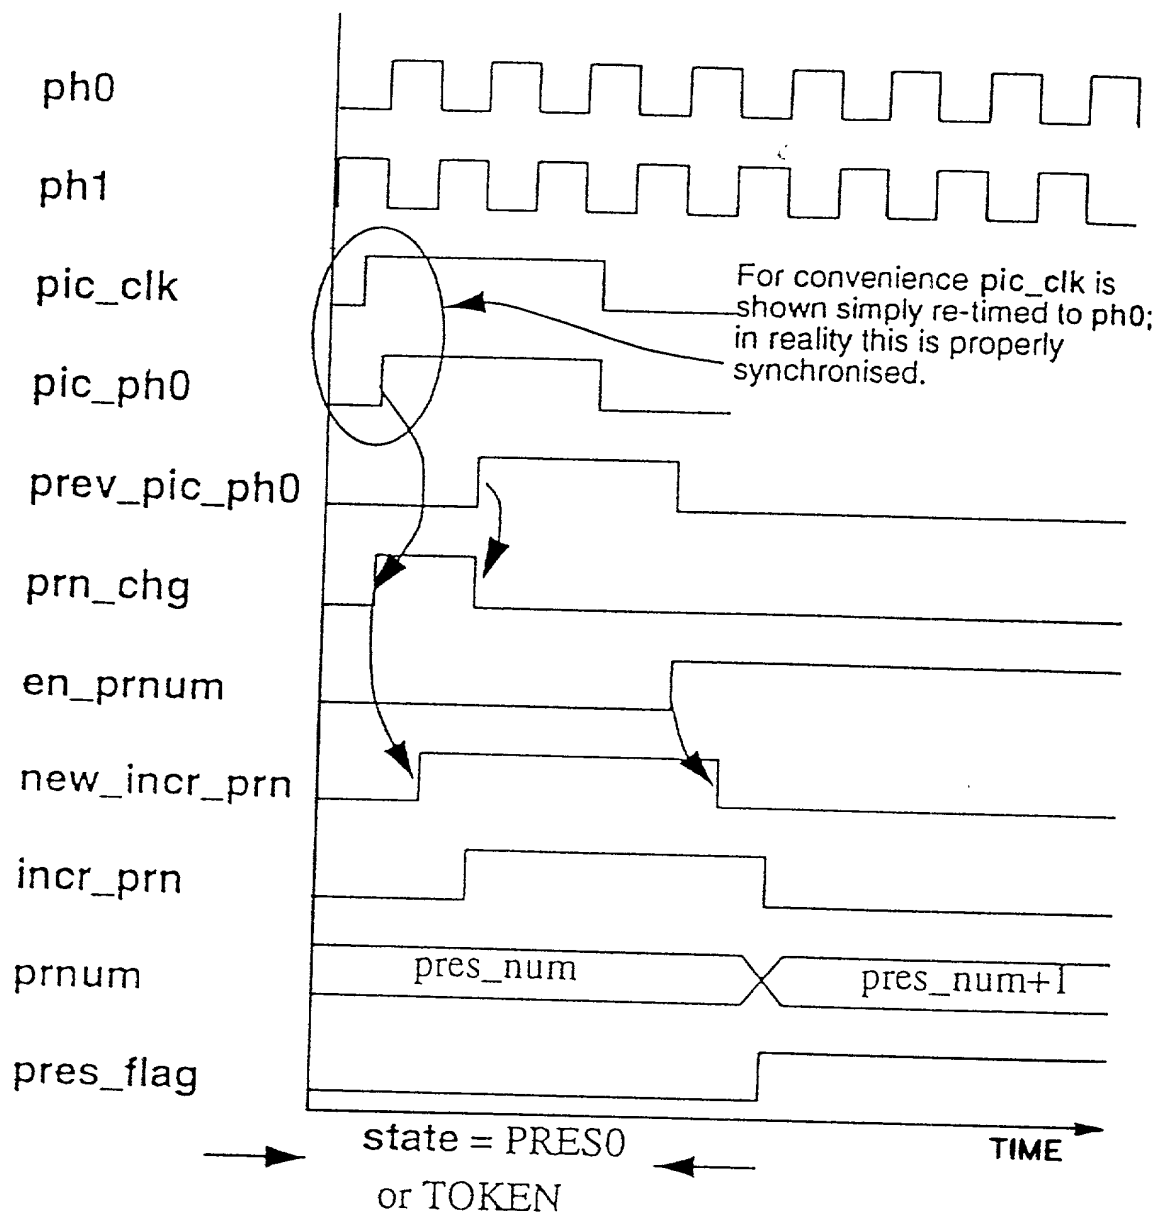 ph0
ph1
pic_clk
For convenience pic_clk is
shown simply re-timed to ph0;
in reality this is properly
synchronised.
pic_ph0
prev_pic_ph0
prn_chg
en_prnum
new_incr_prn
incr_prn
prnum
pres_num
pres_num+1
pres_flag
state = PRES0
or TOKEN
TIME